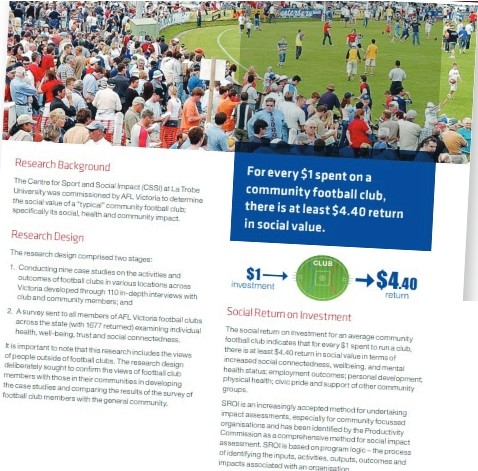 Research Background
The Centre for Sport and Social Impact (CSSI) at La Trobe
University was commissioned by AFL Victoria to determine
the social value of a "typical" community football club;
specifically its social, health and community impact.
Research Design
The research design comprised two stages:
1. Conducting nine case studies on the activities and
outcomes of football clubs in various locations across
Victoria developed through 110 in-depth interviews with
club and community members; and
2. A survey sent to all members of AFL Victoria football clubs
across the state (with 1677 returned) examining individual
health, well-being, trust and social connectedness.
It is important to note that this research includes the views
of people outside of football clubs. The research design
deliberately sought to confirm the views of football club
members with those in their communities in developing
the case studies and comparing the results of the survey of
football club members with the general community.
For every $1 spent on a
community football club,
there is at least $4.40 return
in social value.
$1
investment
CLUB
$4.40
return
Social Return on Investment
The social return on investment for an average community
football club indicates that for every $1 spent to run a club,
there is at least $4.40 return in social value in terms of
increased social connectedness, wellbeing, and mental
health status; employment outcomes; personal development;
physical health; civic pride and support of other community
groups.
SROI is an increasingly accepted method for undertaking
impact assessments, especially for community focussed
organisations and has been identified by the Productivity
Commission as a comprehensive method for social impact
assessment. SROI is based on program logic – the process
of identifying the inputs, activities, outputs, outcomes and
impacts associated with an organisation